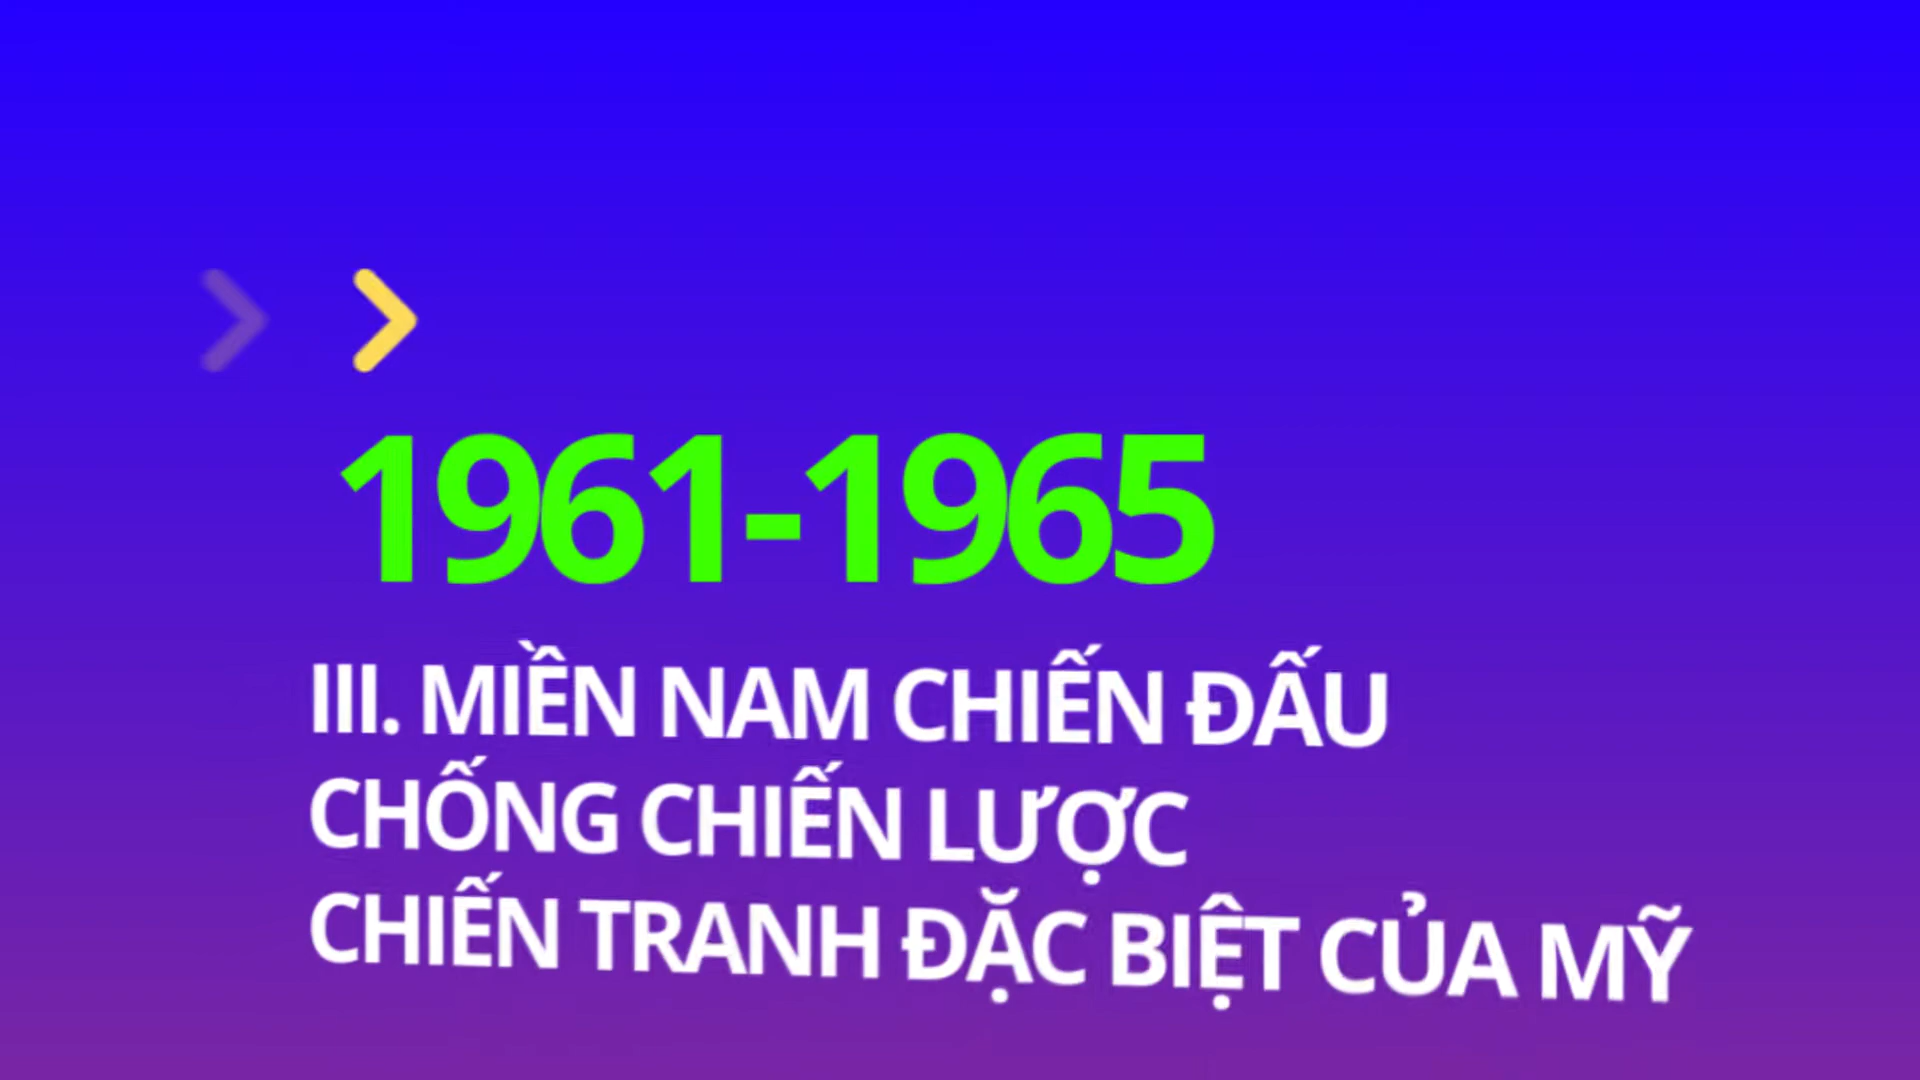 1961-1965
III. MIỀN NAM CHIẾN ĐẤU
CHỐNG CHIẾN LƯỢC
CHIẾN TRANH ĐẶC BIỆT CỦA MỸ